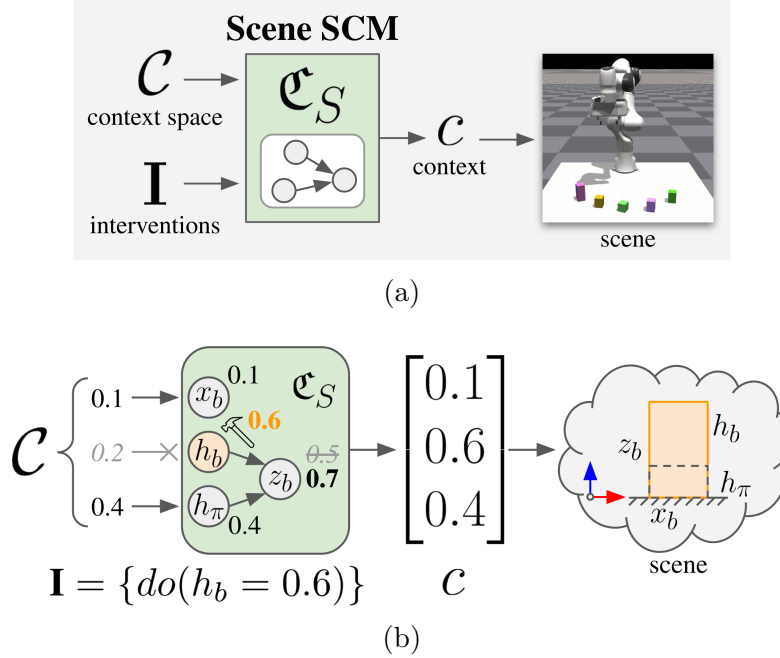 Scene SCM
𝒞
context space
I
interventions
ℭ_S
c
context
scene
(a)
𝒞
0.1
0.2
0.4
x_b
0.1
ℭ_S
0.6
h_b
z_b
0.5
0.7
h_π
0.4
0.1
0.6
0.4
z_b
h_b
h_π
x_b
scene
I = {do(h_b = 0.6)}
c
(b)